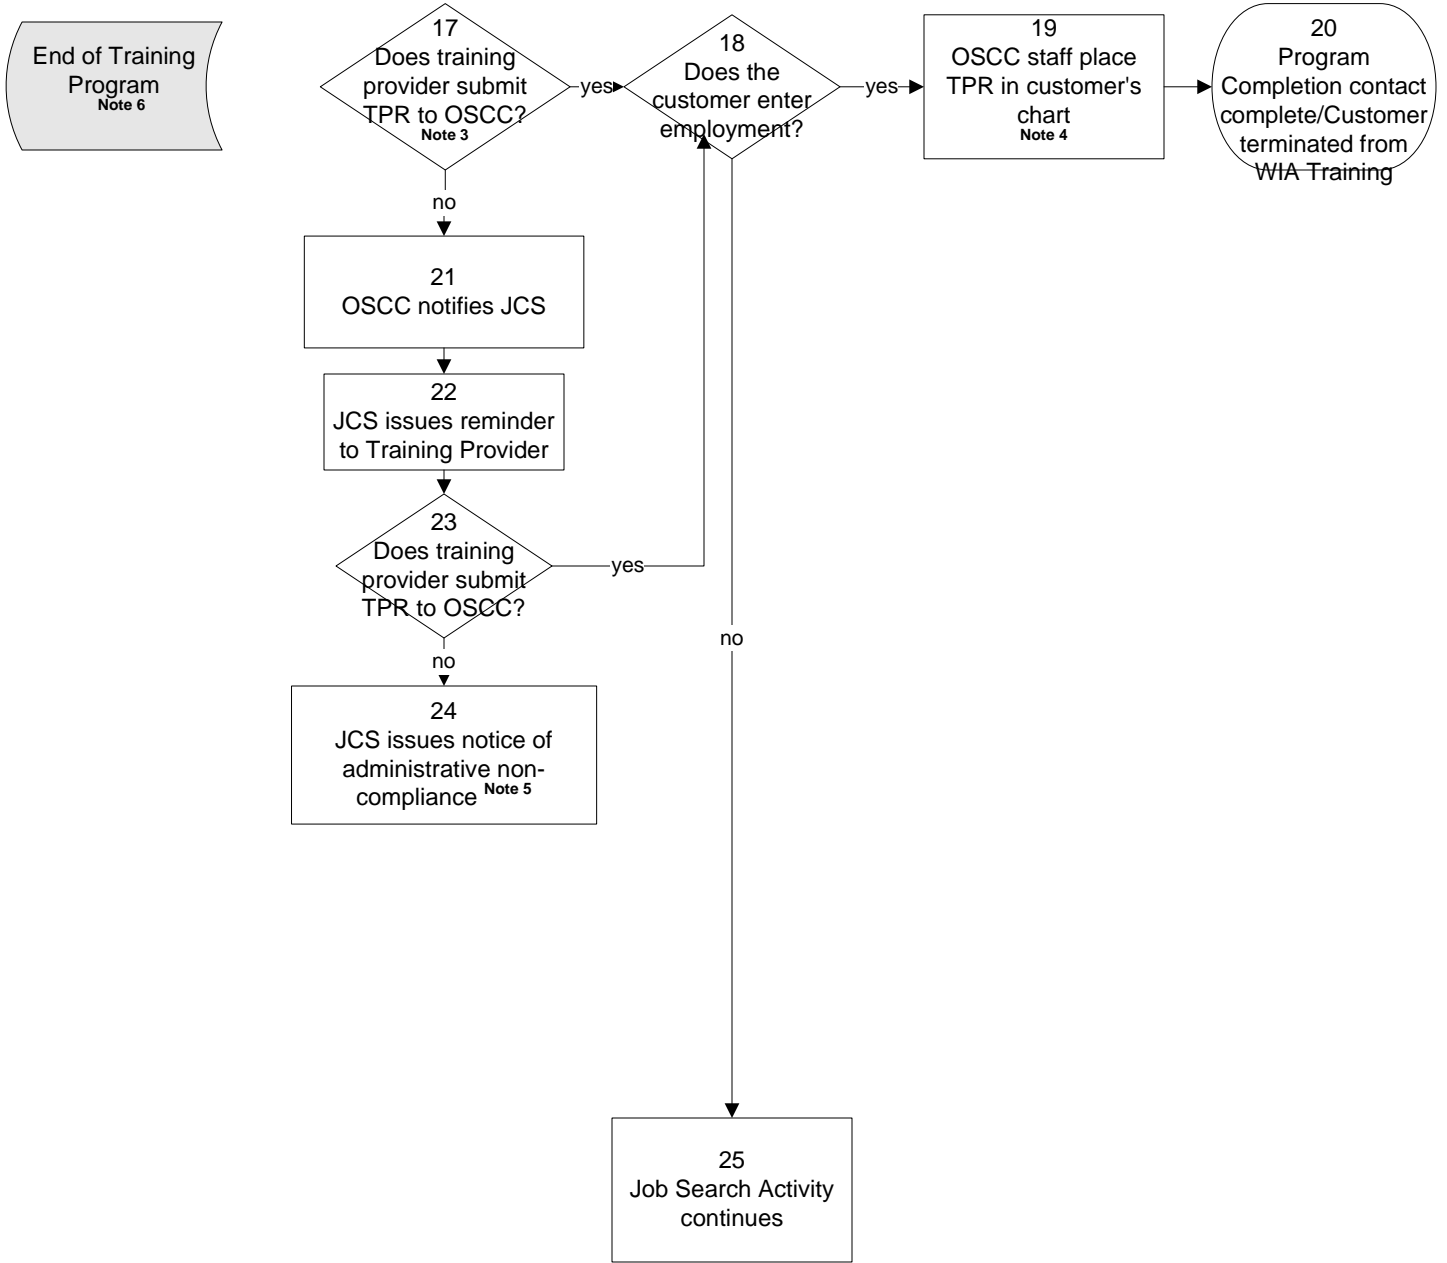 End of Training
Program
Note 6
17
Does training
provider submit
TPR to OSCC?
Note 3
yes
18
Does the
customer enter
employment?
yes
19
OSCC staff place
TPR in customer's
chart
Note 4
20
Program
Completion contact
complete/Customer
terminated from
WIA Training
no
21
OSCC notifies JCS
22
JCS issues reminder
to Training Provider
23
Does training
provider submit
TPR to OSCC?
yes
no
no
24
JCS issues notice of
administrative non-
compliance Note 5
25
Job Search Activity
continues